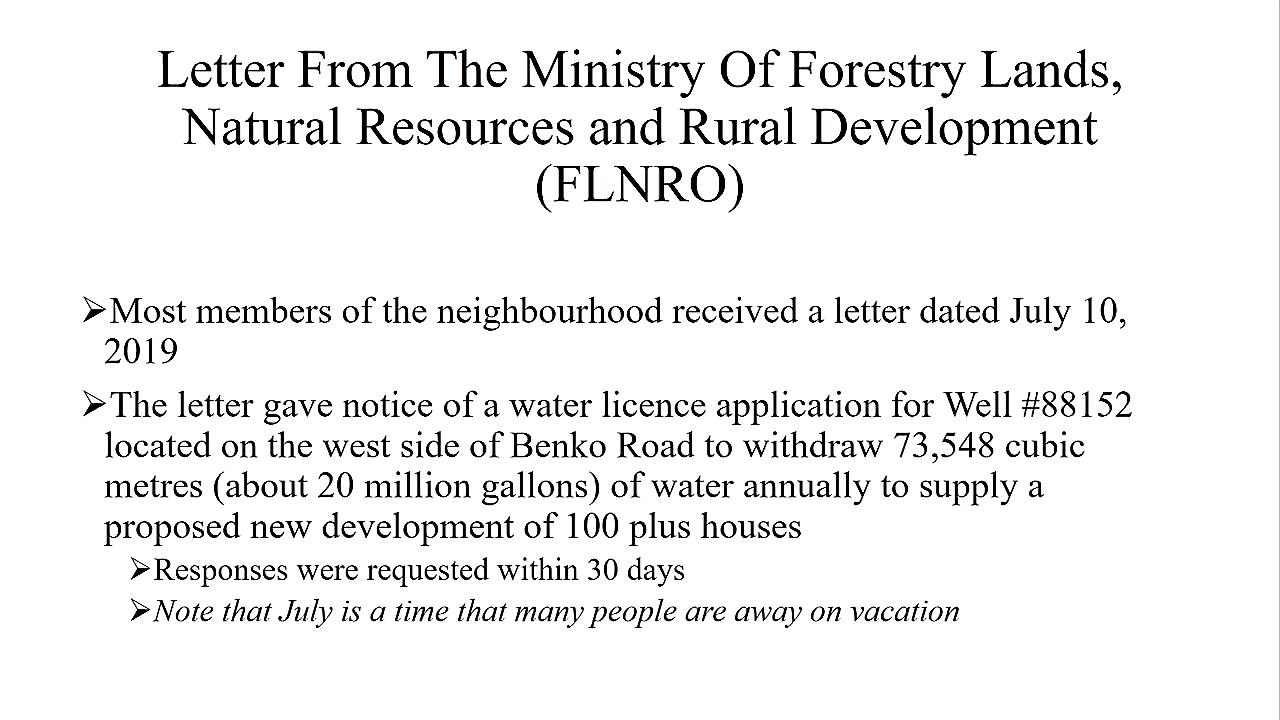 Letter From The Ministry Of Forestry Lands,
Natural Resources and Rural Development
(FLNRO)
➢Most members of the neighbourhood received a letter dated July 10,
2019
➢The letter gave notice of a water licence application for Well #88152
located on the west side of Benko Road to withdraw 73,548 cubic
metres (about 20 million gallons) of water annually to supply a
proposed new development of 100 plus houses
➢Responses were requested within 30 days
➢Note that July is a time that many people are away on vacation